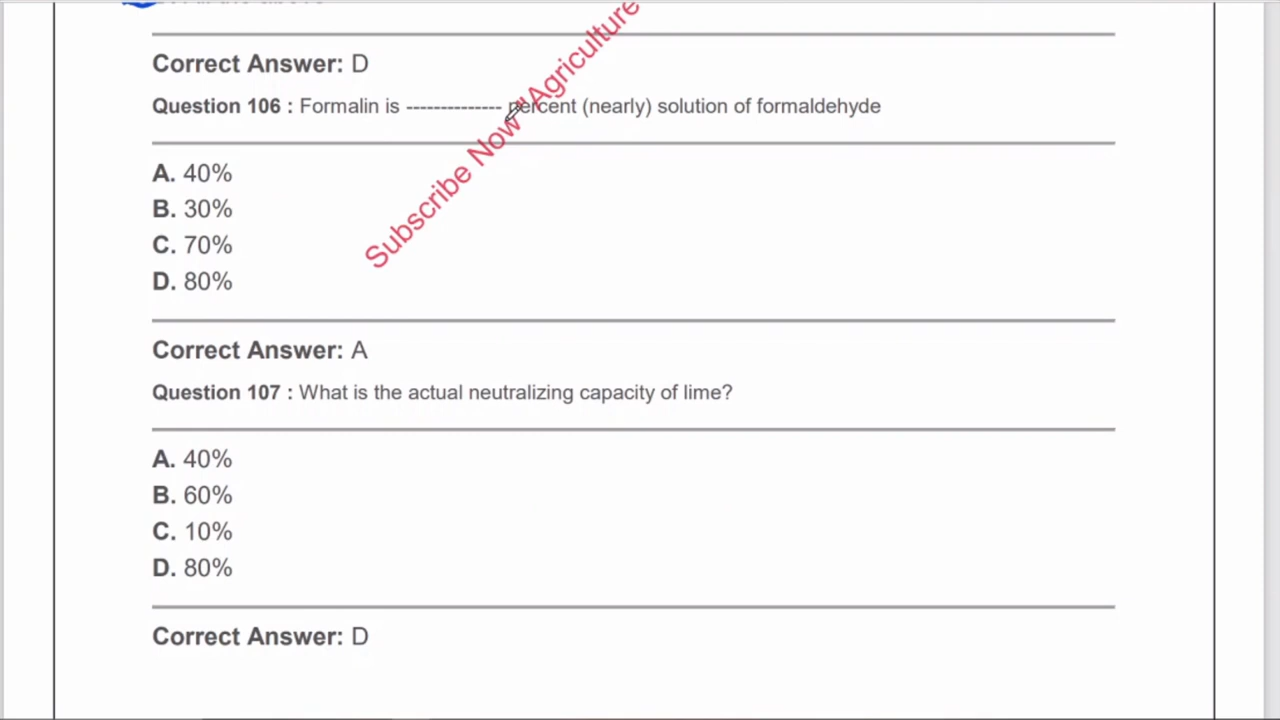 Correct Answer: D
Question 106 : Formalin is -------------- percent (nearly) solution of formaldehyde
Subscribe Now "Agriculture
A. 40%
B. 30%
C. 70%
D. 80%
Correct Answer: A
Question 107 : What is the actual neutralizing capacity of lime?
A. 40%
B. 60%
C. 10%
D. 80%
Correct Answer: D